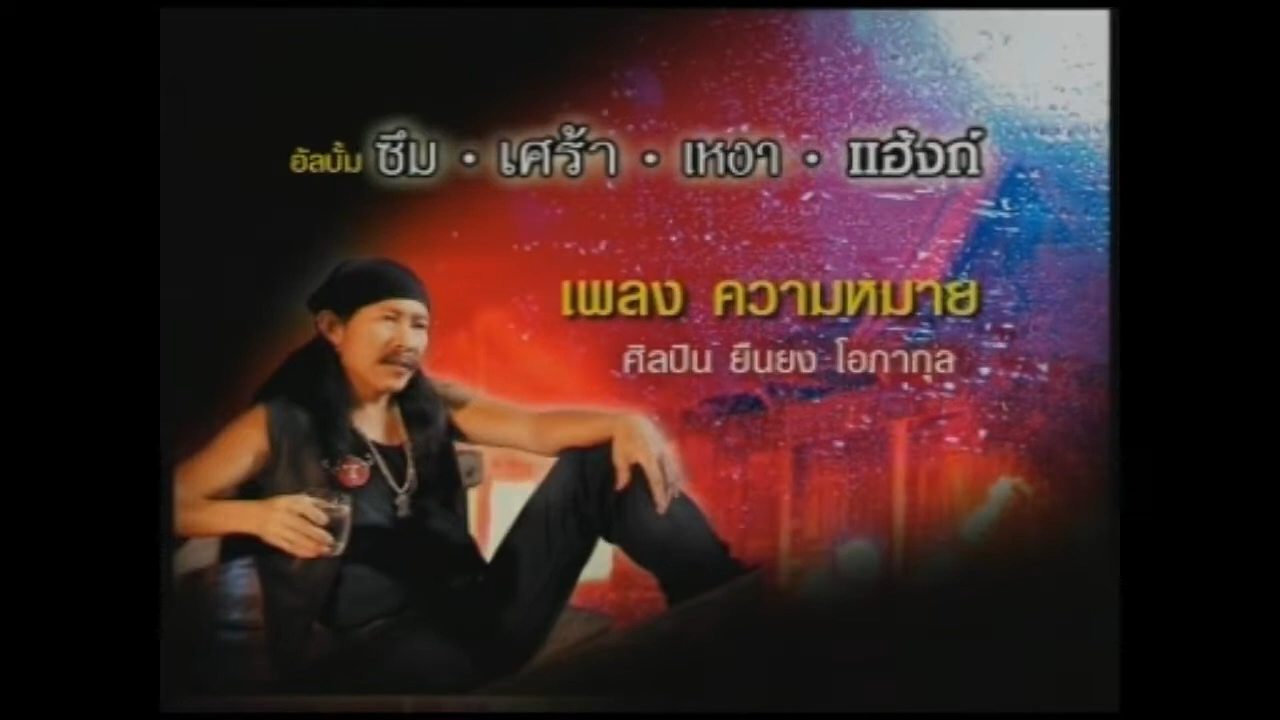 อัลบั้ม ซึม • เศร้า • เหงา • แฮ้งก์
เพลง ความหมาย
ศิลปิน ยืนยง โอภากุล